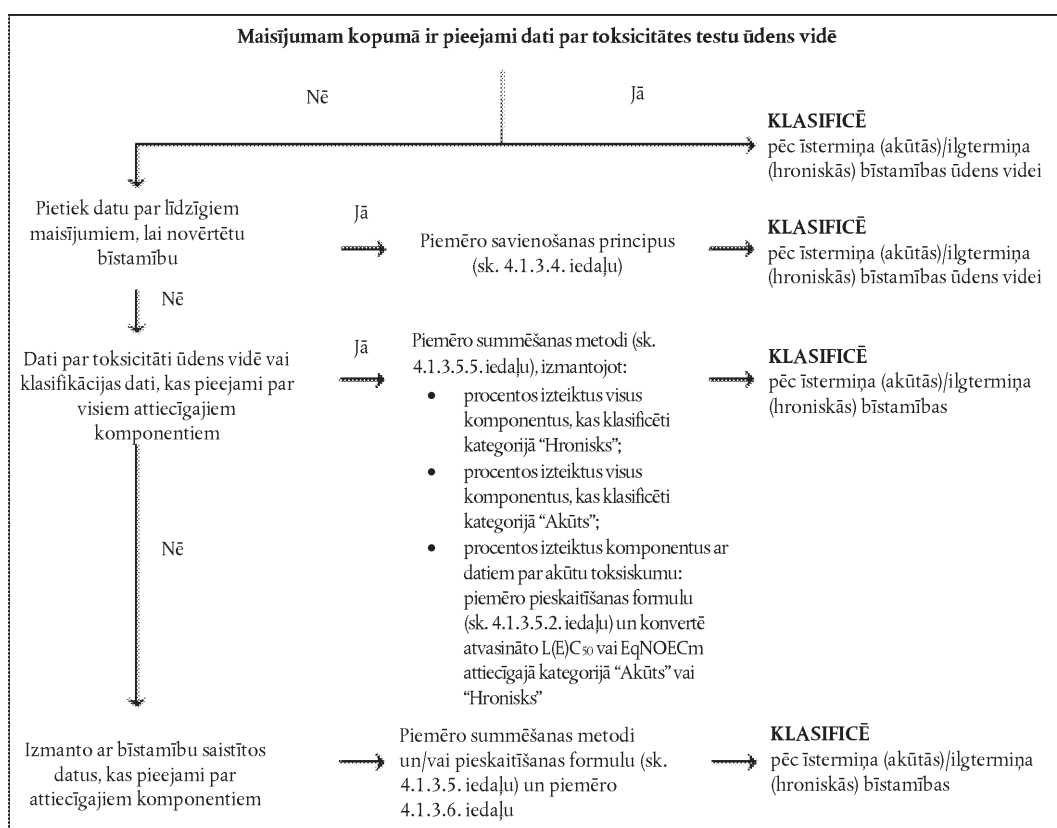 Maisījumam kopumā ir pieejami dati par toksicitātes testu ūdens vidē
Nē
Jā
KLASIFICĒ
pēc īstermiņa (akūtās)/ilgtermiņa
(hroniskās) bīstamības ūdens videi
Pietiek datu par līdzīgiem
maisījumiem, lai novērtētu
bīstamību
Jā
Piemēro savienošanas principus
(sk. 4.1.3.4. iedaļu)
KLASIFICĒ
pēc īstermiņa (akūtās)/ilgtermiņa
(hroniskās) bīstamības ūdens videi
Nē
Dati par toksicitāti ūdens vidē vai
klasifikācijas dati, kas pieejami par
visiem attiecīgajiem
komponentiem
Jā
Piemēro summēšanas metodi (sk.
4.1.3.5.5. iedaļu), izmantojot:
• procentos izteiktus visus
komponentus, kas klasificēti
kategorijā “Hronisks”;
• procentos izteiktus visus
komponentus, kas klasificēti
kategorijā “Akūts”;
• procentos izteiktus komponentus ar
datiem par akūtu toksiskumu:
piemēro pieskaitīšanas formulu
(sk. 4.1.3.5.2. iedaļu) un konvertē
atvasināto L(E)C₅₀ vai EqNOECm
attiecīgajā kategorijā “Akūts” vai
“Hronisks”
KLASIFICĒ
pēc īstermiņa (akūtās)/ilgtermiņa
(hroniskās) bīstamības
Nē
Izmanto ar bīstamību saistītos
datus, kas pieejami par
attiecīgajiem komponentiem
Piemēro summēšanas metodi
un/vai pieskaitīšanas formulu (sk.
4.1.3.5. iedaļu) un piemēro
4.1.3.6. iedaļu
KLASIFICĒ
pēc īstermiņa (akūtās)/ilgtermiņa
(hroniskās) bīstamības